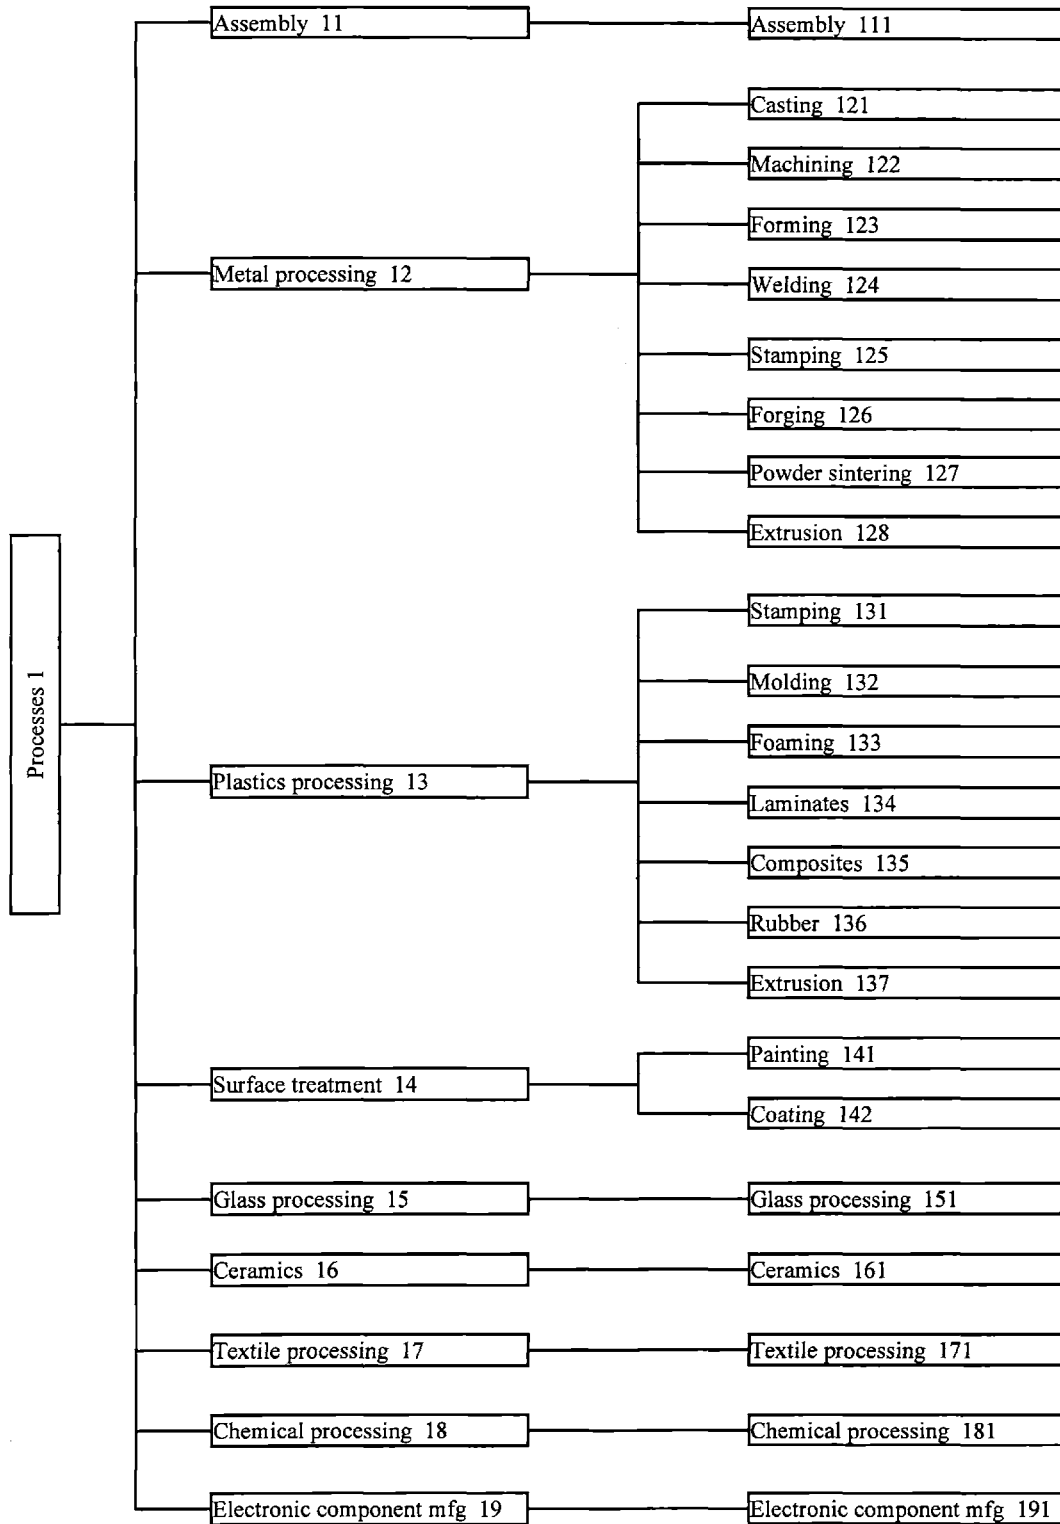 Assembly 11
Assembly 111
Casting 121
Machining 122
Forming 123
Metal processing 12
Welding 124
Stamping 125
Forging 126
Powder sintering 127
Extrusion 128
Stamping 131
Processes 1
Molding 132
Foaming 133
Plastics processing 13
Laminates 134
Composites 135
Rubber 136
Extrusion 137
Painting 141
Surface treatment 14
Coating 142
Glass processing 15
Glass processing 151
Ceramics 16
Ceramics 161
Textile processing 17
Textile processing 171
Chemical processing 18
Chemical processing 181
Electronic component mfg 19
Electronic component mfg 191